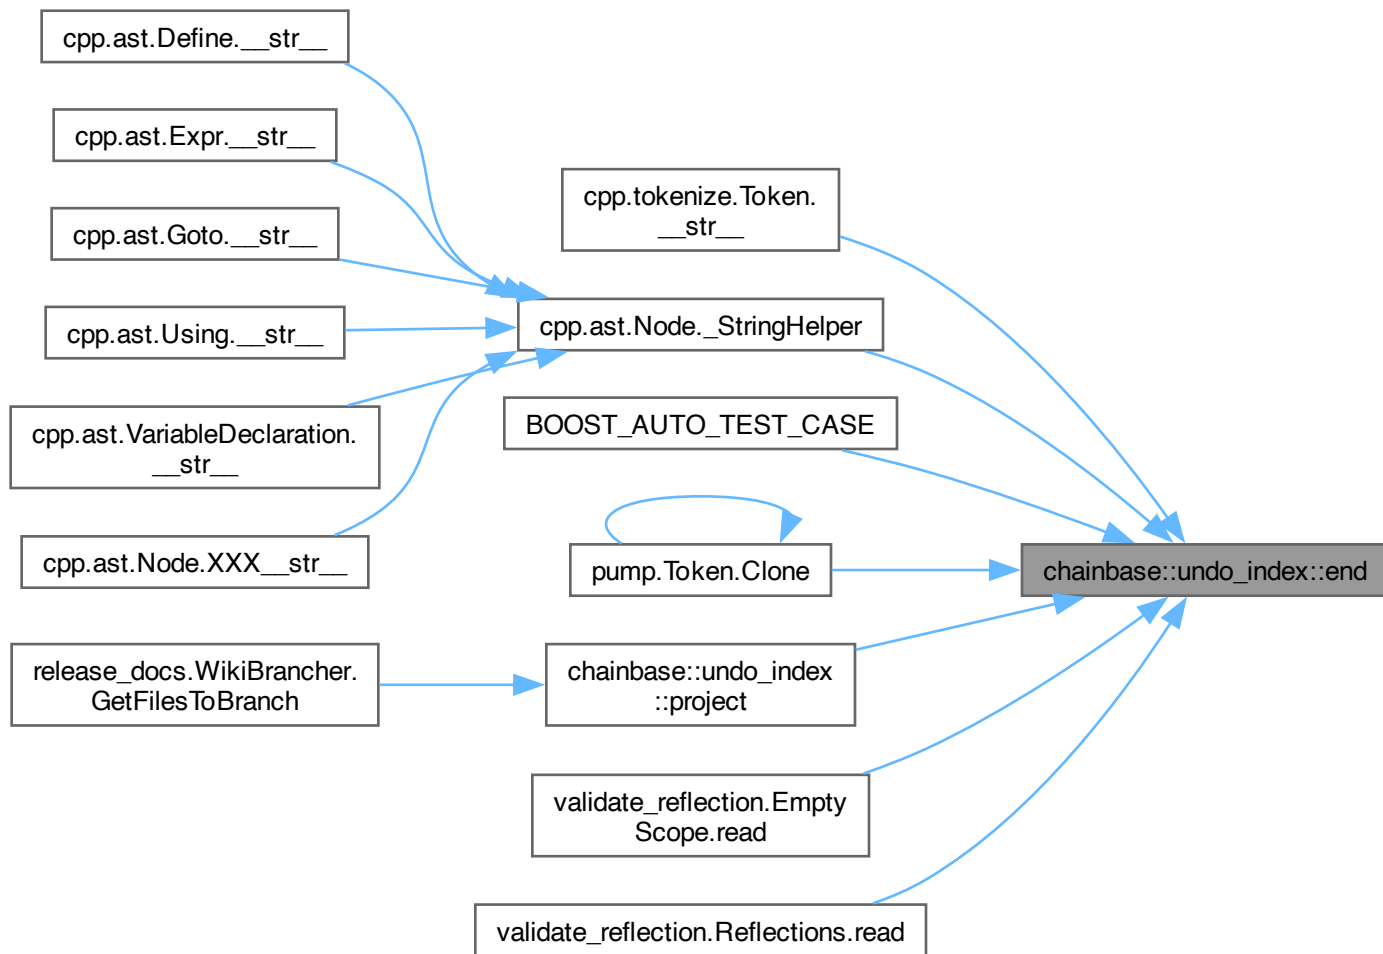 cpp.ast.Define.__str__
cpp.ast.Expr.__str__
cpp.ast.Goto.__str__
cpp.ast.Using.__str__
cpp.ast.VariableDeclaration.
__str__
cpp.ast.Node.XXX__str__
release_docs.WikiBrancher.
GetFilesToBranch
cpp.tokenize.Token.
__str__
cpp.ast.Node._StringHelper
BOOST_AUTO_TEST_CASE
pump.Token.Clone
chainbase::undo_index
::project
validate_reflection.Empty
Scope.read
validate_reflection.Reflections.read
chainbase::undo_index::end